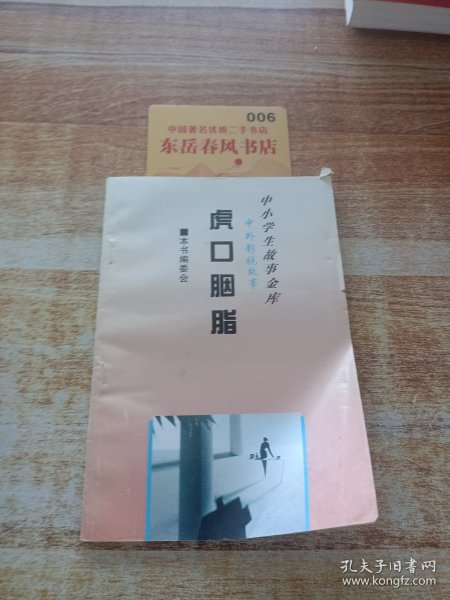 006
中国著名优质二手书店
东岳春风书店
中小学生故事金库
中外影视故事
虎口胭脂
■本书编委会
孔夫子旧书网
www.kongfz.com